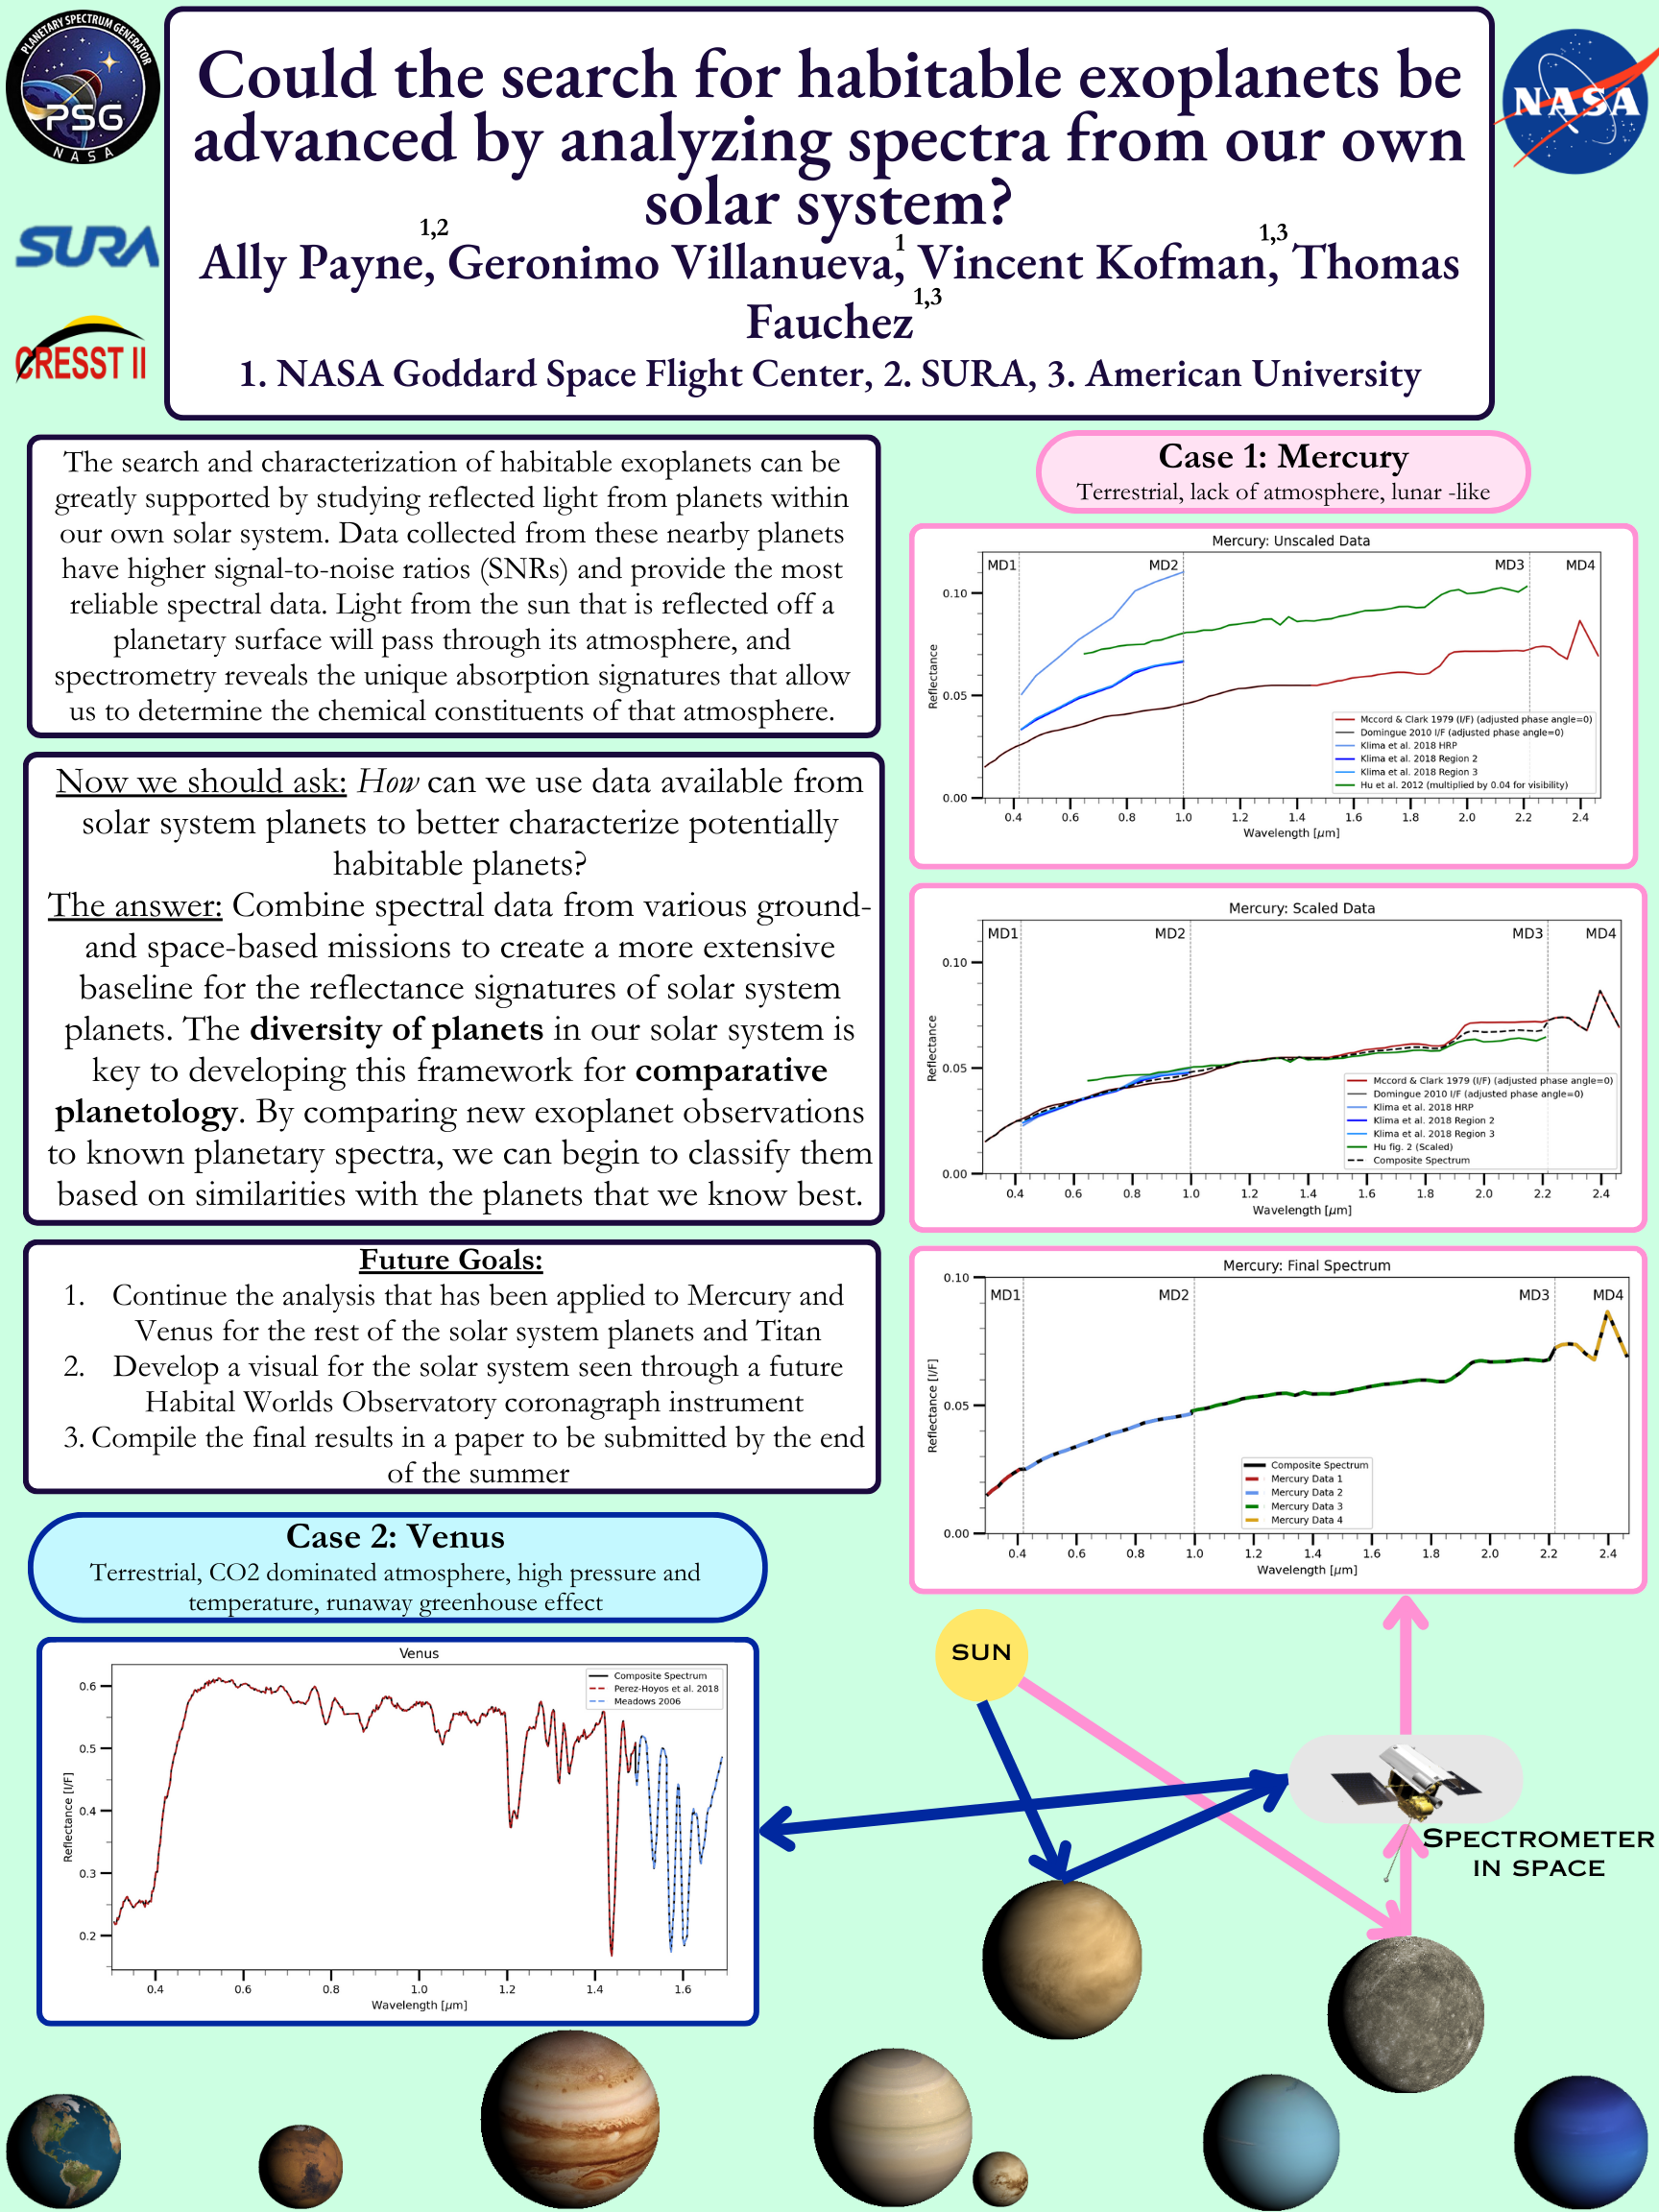 PLANETARY SPECTRUM GENERATOR
PSG
NASA
NASA
SURA
CRESST II
Could the search for habitable exoplanets be
advanced by analyzing spectra from our own
solar system?
Ally Payne,1,2 Geronimo Villanueva,1 Vincent Kofman,1,3 Thomas
Fauchez1,3
1. NASA Goddard Space Flight Center, 2. SURA, 3. American University
The search and characterization of habitable exoplanets can be
greatly supported by studying reflected light from planets within
our own solar system. Data collected from these nearby planets
have higher signal-to-noise ratios (SNRs) and provide the most
reliable spectral data. Light from the sun that is reflected off a
planetary surface will pass through its atmosphere, and
spectrometry reveals the unique absorption signatures that allow
us to determine the chemical constituents of that atmosphere.
Now we should ask: How can we use data available from
solar system planets to better characterize potentially
habitable planets?
The answer: Combine spectral data from various ground-
and space-based missions to create a more extensive
baseline for the reflectance signatures of solar system
planets. The diversity of planets in our solar system is
key to developing this framework for comparative
planetology. By comparing new exoplanet observations
to known planetary spectra, we can begin to classify them
based on similarities with the planets that we know best.
Future Goals:
1. Continue the analysis that has been applied to Mercury and
Venus for the rest of the solar system planets and Titan
2. Develop a visual for the solar system seen through a future
Habital Worlds Observatory coronagraph instrument
3. Compile the final results in a paper to be submitted by the end
of the summer
Case 2: Venus
Terrestrial, CO2 dominated atmosphere, high pressure and
temperature, runaway greenhouse effect
Venus
Composite Spectrum
Perez-Hoyos et al. 2018
Meadows 2006
Reflectance [I/F]
0.6
0.5
0.4
0.3
0.2
0.4 0.6 0.8 1.0 1.2 1.4 1.6
Wavelength [μm]
Case 1: Mercury
Terrestrial, lack of atmosphere, lunar -like
Mercury: Unscaled Data
MD1 MD2 MD3 MD4
Reflectance
0.10
0.05
0.00
Mccord & Clark 1979 (I/F) (adjusted phase angle=0)
Domingue 2010 I/F (adjusted phase angle=0)
Klima et al. 2018 HRP
Klima et al. 2018 Region 2
Klima et al. 2018 Region 3
Hu et al. 2012 (multiplied by 0.04 for visibility)
0.4 0.6 0.8 1.0 1.2 1.4 1.6 1.8 2.0 2.2 2.4
Wavelength [μm]
Mercury: Scaled Data
MD1 MD2 MD3 MD4
Reflectance
0.10
0.05
0.00
Mccord & Clark 1979 (I/F) (adjusted phase angle=0)
Domingue 2010 I/F (adjusted phase angle=0)
Klima et al. 2018 HRP
Klima et al. 2018 Region 2
Klima et al. 2018 Region 3
Hu fig. 2 (Scaled)
Composite Spectrum
0.4 0.6 0.8 1.0 1.2 1.4 1.6 1.8 2.0 2.2 2.4
Wavelength [μm]
Mercury: Final Spectrum
MD1 MD2 MD3 MD4
Reflectance [I/F]
0.10
0.05
0.00
Composite Spectrum
Mercury Data 1
Mercury Data 2
Mercury Data 3
Mercury Data 4
0.4 0.6 0.8 1.0 1.2 1.4 1.6 1.8 2.0 2.2 2.4
Wavelength [μm]
SUN
SPECTROMETER
IN SPACE